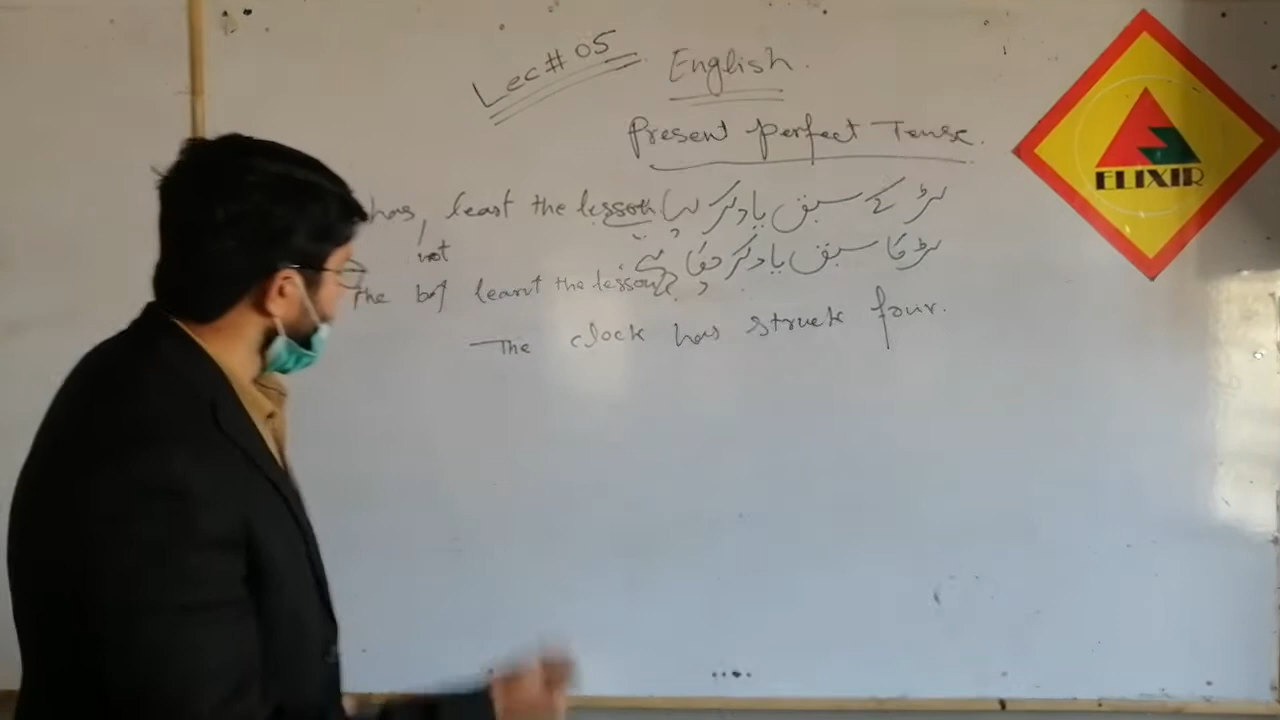 Lec # 05
English.
Present Perfect Tense.
has, learnt the lesson لڑکے سبق یاد کر لیا
not
لڑکا سبق یاد کر چکا ہے
The boy learnt the lesson
The clock has struck four.
ELIXIR